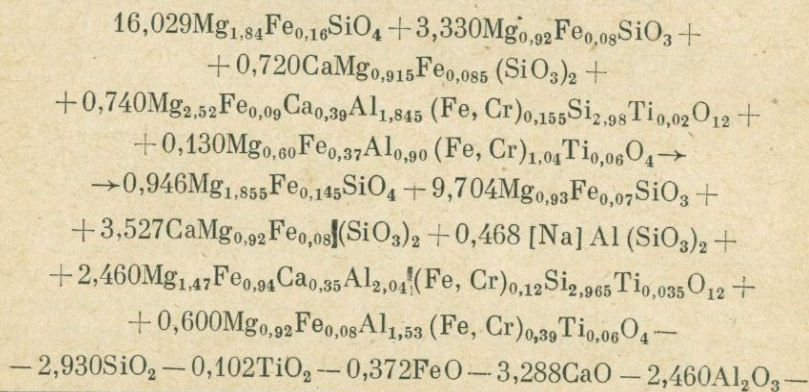 16,029Mg₁,₈₄Fe₀,₁₆SiO₄ + 3,330Mg₀,₉₂Fe₀,₀₈SiO₃ +
+ 0,720CaMg₀,₉₁₅Fe₀,₀₈₅ (SiO₃)₂ +
+ 0,740Mg₂,₅₂Fe₀,₀₉Ca₀,₃₉Al₁,₈₄₅ (Fe, Cr)₀,₁₅₅Si₂,₉₈Ti₀,₀₂O₁₂ +
+ 0,130Mg₀,₆₀Fe₀,₃₇Al₀,₉₀ (Fe, Cr)₁,₀₄Ti₀,₀₆O₄→
→0,946Mg₁,₈₅₅Fe₀,₁₄₅SiO₄ + 9,704Mg₀,₉₃Fe₀,₀₇SiO₃ +
+ 3,527CaMg₀,₉₂Fe₀,₀₈(SiO₃)₂ + 0,468 [Na] Al (SiO₃)₂ +
+ 2,460Mg₁,₄₇Fe₀,₉₄Ca₀,₃₅Al₂,₀₄(Fe, Cr)₀,₁₂Si₂,₉₆₅Ti₀,₀₃₅O₁₂ +
+ 0,600Mg₀,₉₂Fe₀,₀₈Al₁,₅₃ (Fe, Cr)₀,₃₉Ti₀,₀₆O₄ —
— 2,930SiO₂ — 0,102TiO₂ — 0,372FeO — 3,288CaO — 2,460Al₂O₃ —